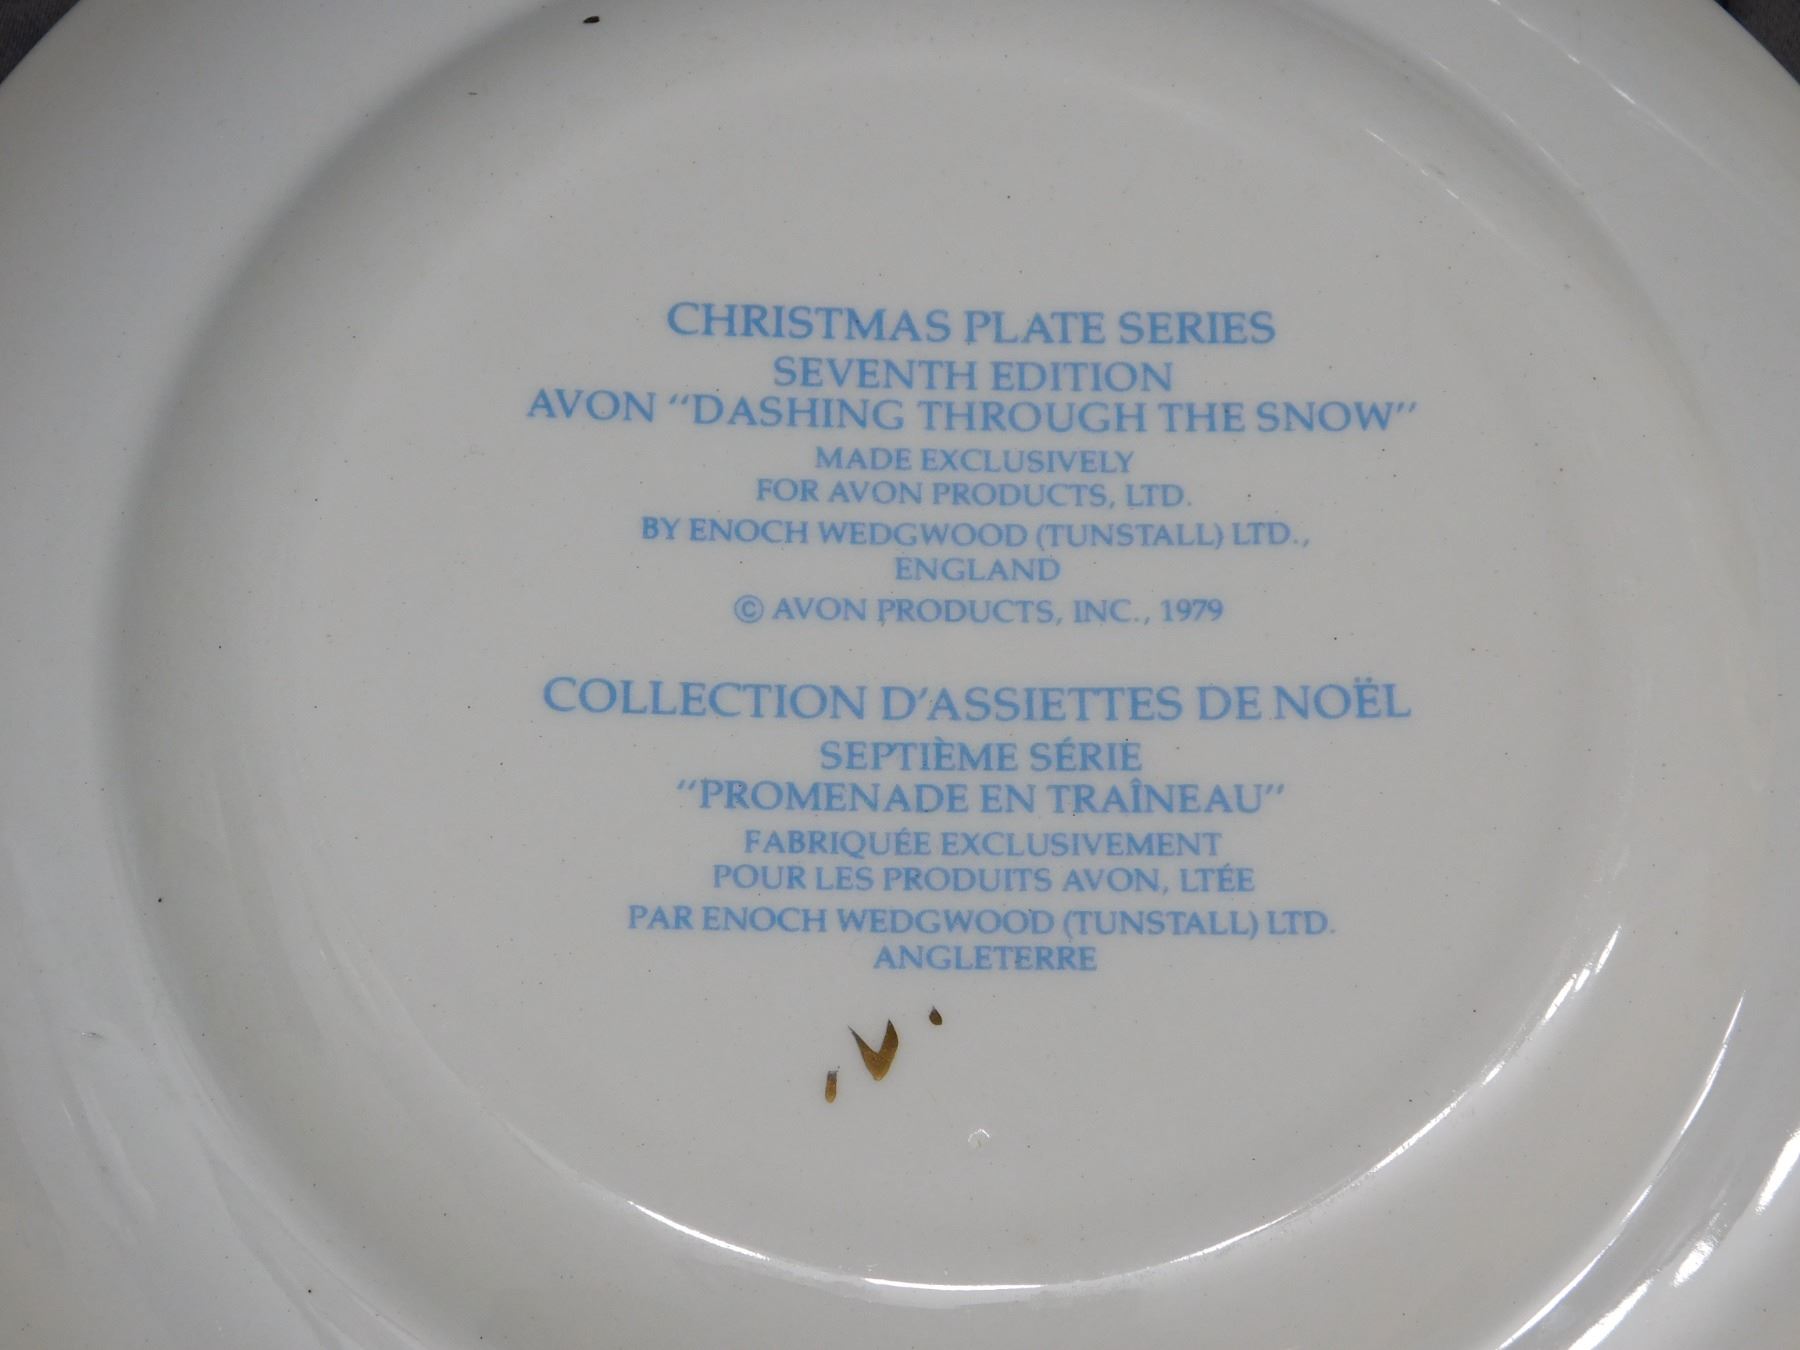 CHRISTMAS PLATE SERIES
SEVENTH EDITION
AVON "DASHING THROUGH THE SNOW"
MADE EXCLUSIVELY
FOR AVON PRODUCTS, LTD.
BY ENOCH WEDGWOOD (TUNSTALL) LTD.,
ENGLAND
© AVON PRODUCTS, INC., 1979
COLLECTION D'ASSIETTES DE NOËL
SEPTIÈME SÉRIE
"PROMENADE EN TRAÎNEAU"
FABRIQUÉE EXCLUSIVEMENT
POUR LES PRODUITS AVON, LTÉE
PAR ENOCH WEDGWOOD (TUNSTALL) LTD.
ANGLETERRE